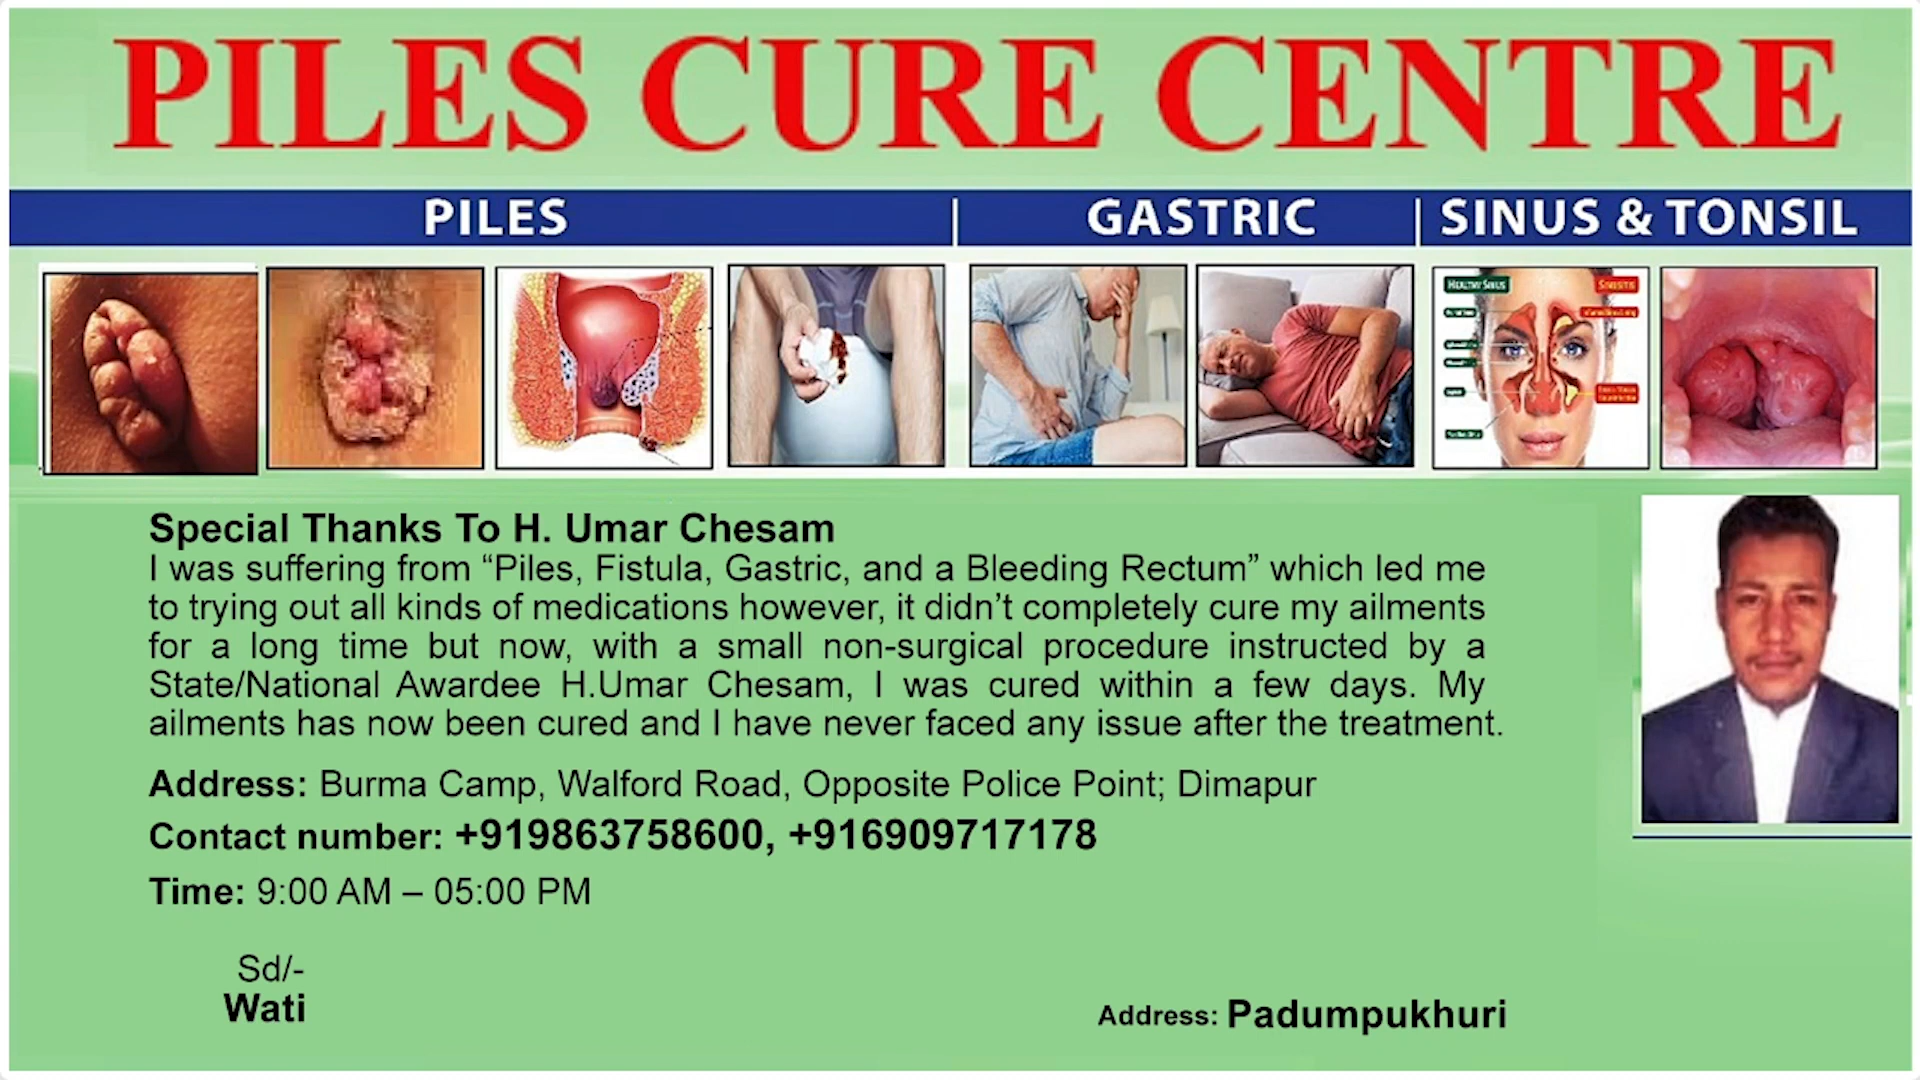 PILES CURE CENTRE
PILES | GASTRIC | SINUS & TONSIL
HEALTHY SINUS
SINUSITIS
Special Thanks To H. Umar Chesam
I was suffering from “Piles, Fistula, Gastric, and a Bleeding Rectum” which led me
to trying out all kinds of medications however, it didn’t completely cure my ailments
for a long time but now, with a small non-surgical procedure instructed by a
State/National Awardee H.Umar Chesam, I was cured within a few days. My
ailments has now been cured and I have never faced any issue after the treatment.
Address: Burma Camp, Walford Road, Opposite Police Point; Dimapur
Contact number: +919863758600, +916909717178
Time: 9:00 AM – 05:00 PM
Sd/-
Wati
Address: Padumpukhuri